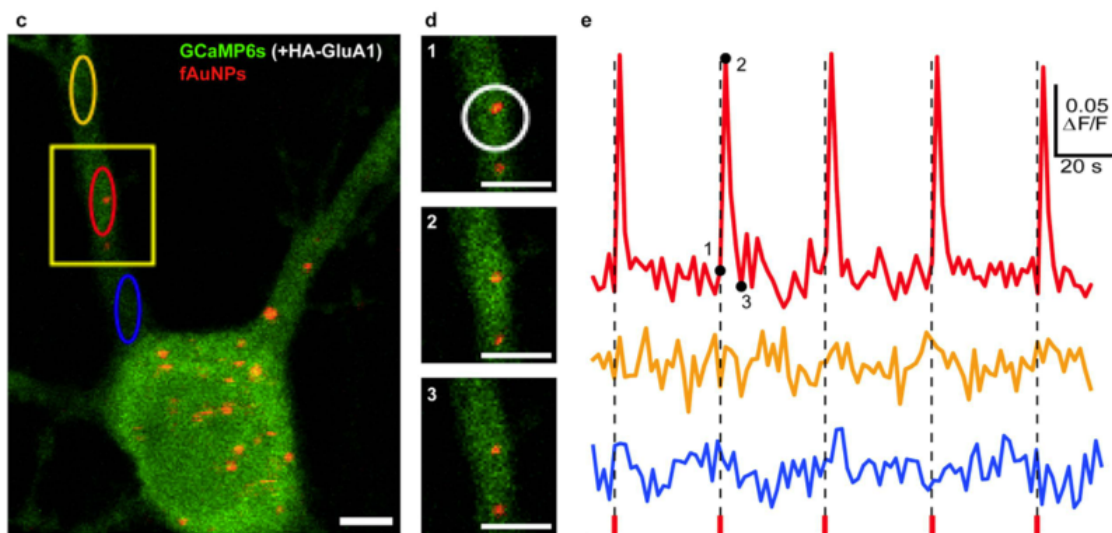 c
GCaMP6s (+HA-GluA1)
fAuNPs
d
1
2
3
e
2
1
3
0.05
ΔF/F
20 s